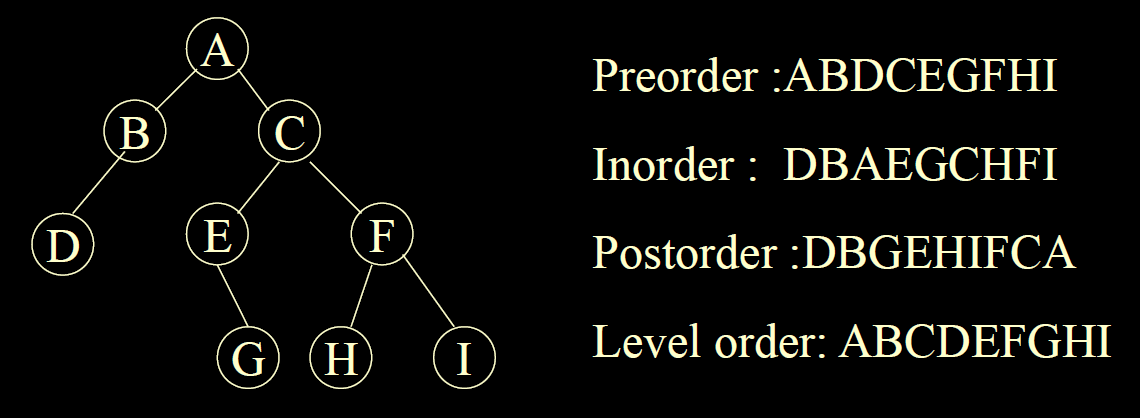 A
B C
D E F
G H I
Preorder :ABDCEGFHI
Inorder : DBAEGCHFI
Postorder :DBGEHIFCA
Level order: ABCDEFGHI